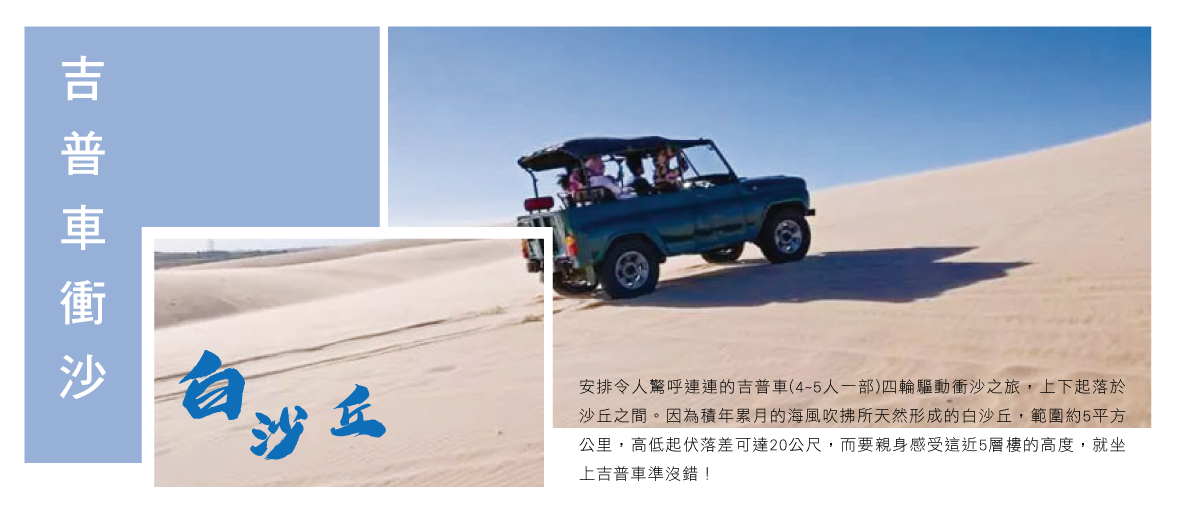 吉普車衝沙
白沙丘
安排令人驚呼連連的吉普車(4~5人一部)四輪驅動衝沙之旅，上下起落於
沙丘之間。因為積年累月的海風吹拂所天然形成的白沙丘，範圍約5平方
公里，高低起伏落差可達20公尺，而要親身感受這近5層樓的高度，就坐
上吉普車準沒錯！